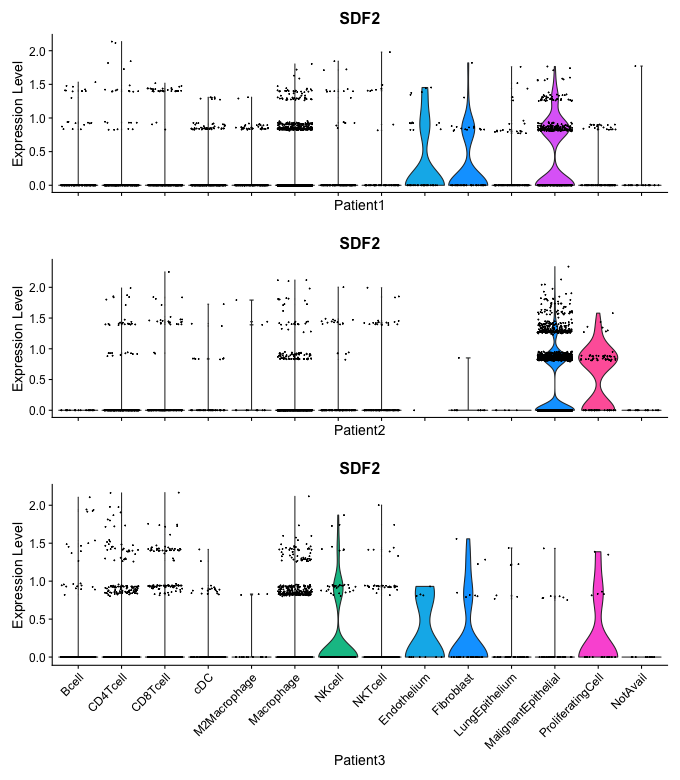 SDF2
Expression Level
2.0
1.5
1.0
0.5
0.0
Patient1
SDF2
Expression Level
2.0
1.5
1.0
0.5
0.0
Patient2
SDF2
Expression Level
2.0
1.5
1.0
0.5
0.0
Bcell
CD4Tcell
CD8Tcell
cDC
M2Macrophage
Macrophage
NKcell
NKTcell
Endothelium
Fibroblast
LungEpithelium
MalignantEpithelial
ProliferatingCell
NotAvail
Patient3